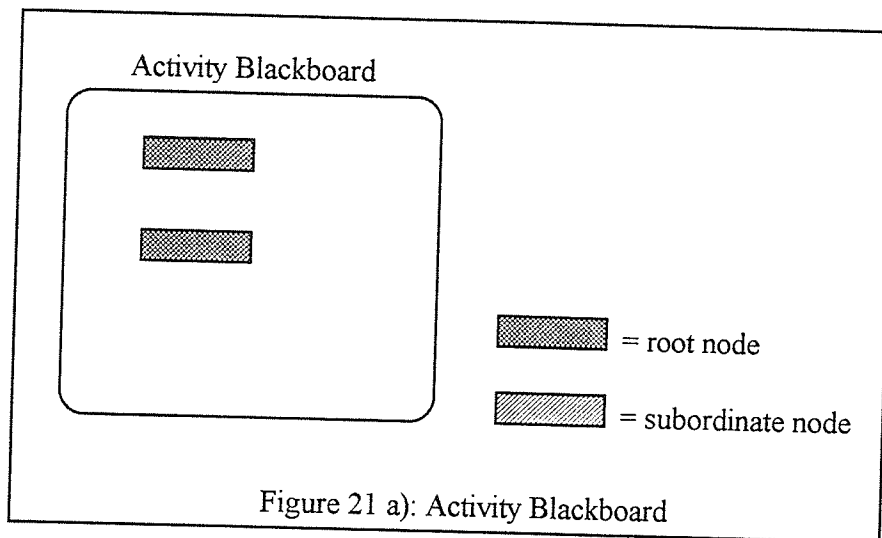 Activity Blackboard
= root node
= subordinate node
Figure 21 a): Activity Blackboard